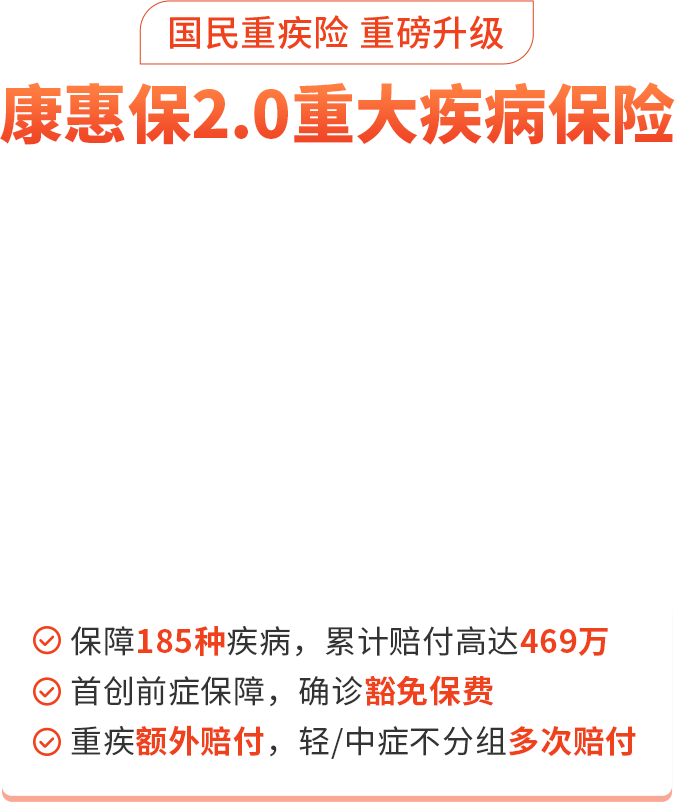 国民重疾险 重磅升级
康惠保2.0重大疾病保险
保障185种疾病，累计赔付高达469万
首创前症保障，确诊豁免保费
重疾额外赔付，轻/中症不分组多次赔付